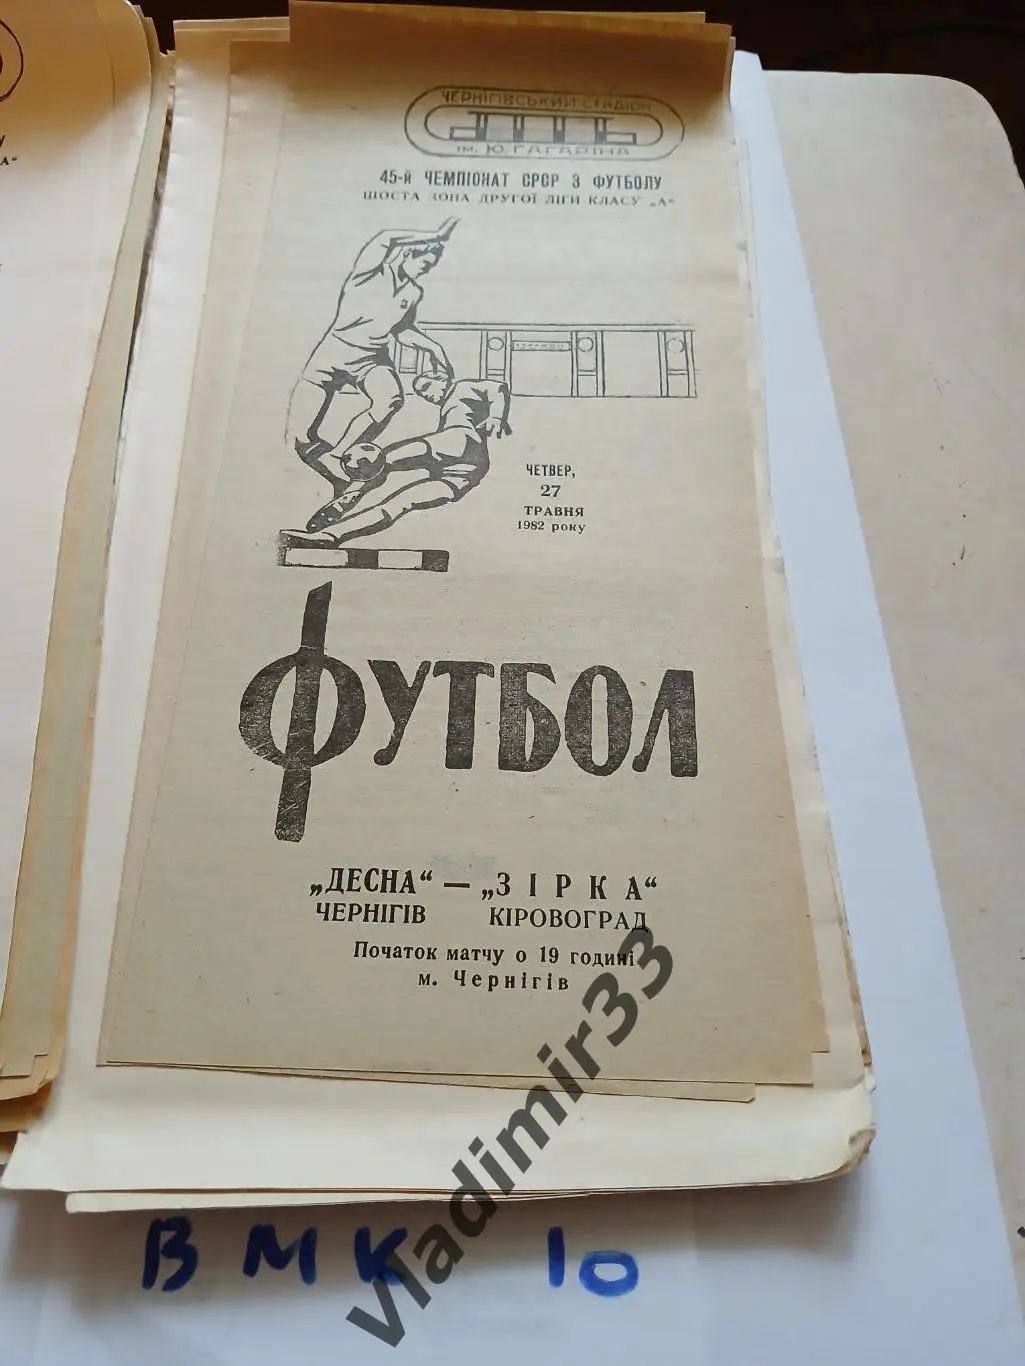 ЧЕРНІГІВСЬКИЙ СТАДІОН
ІМ. Ю. ГАГАРІНА
45-й ЧЕМПІОНАТ СРСР З ФУТБОЛУ
ШОСТА ЗОНА ДРУГОЇ ЛІГИ КЛАСУ „А“
ЧЕТВЕР,
27
ТРАВНЯ
1982 року
ФУТБОЛ
„ДЕСНА“ — „ЗІРКА“
ЧЕРНІГІВ КІРОВОГРАД
Початок матчу о 19 годині
м. Чернігів
vladimir33
ВМК 10